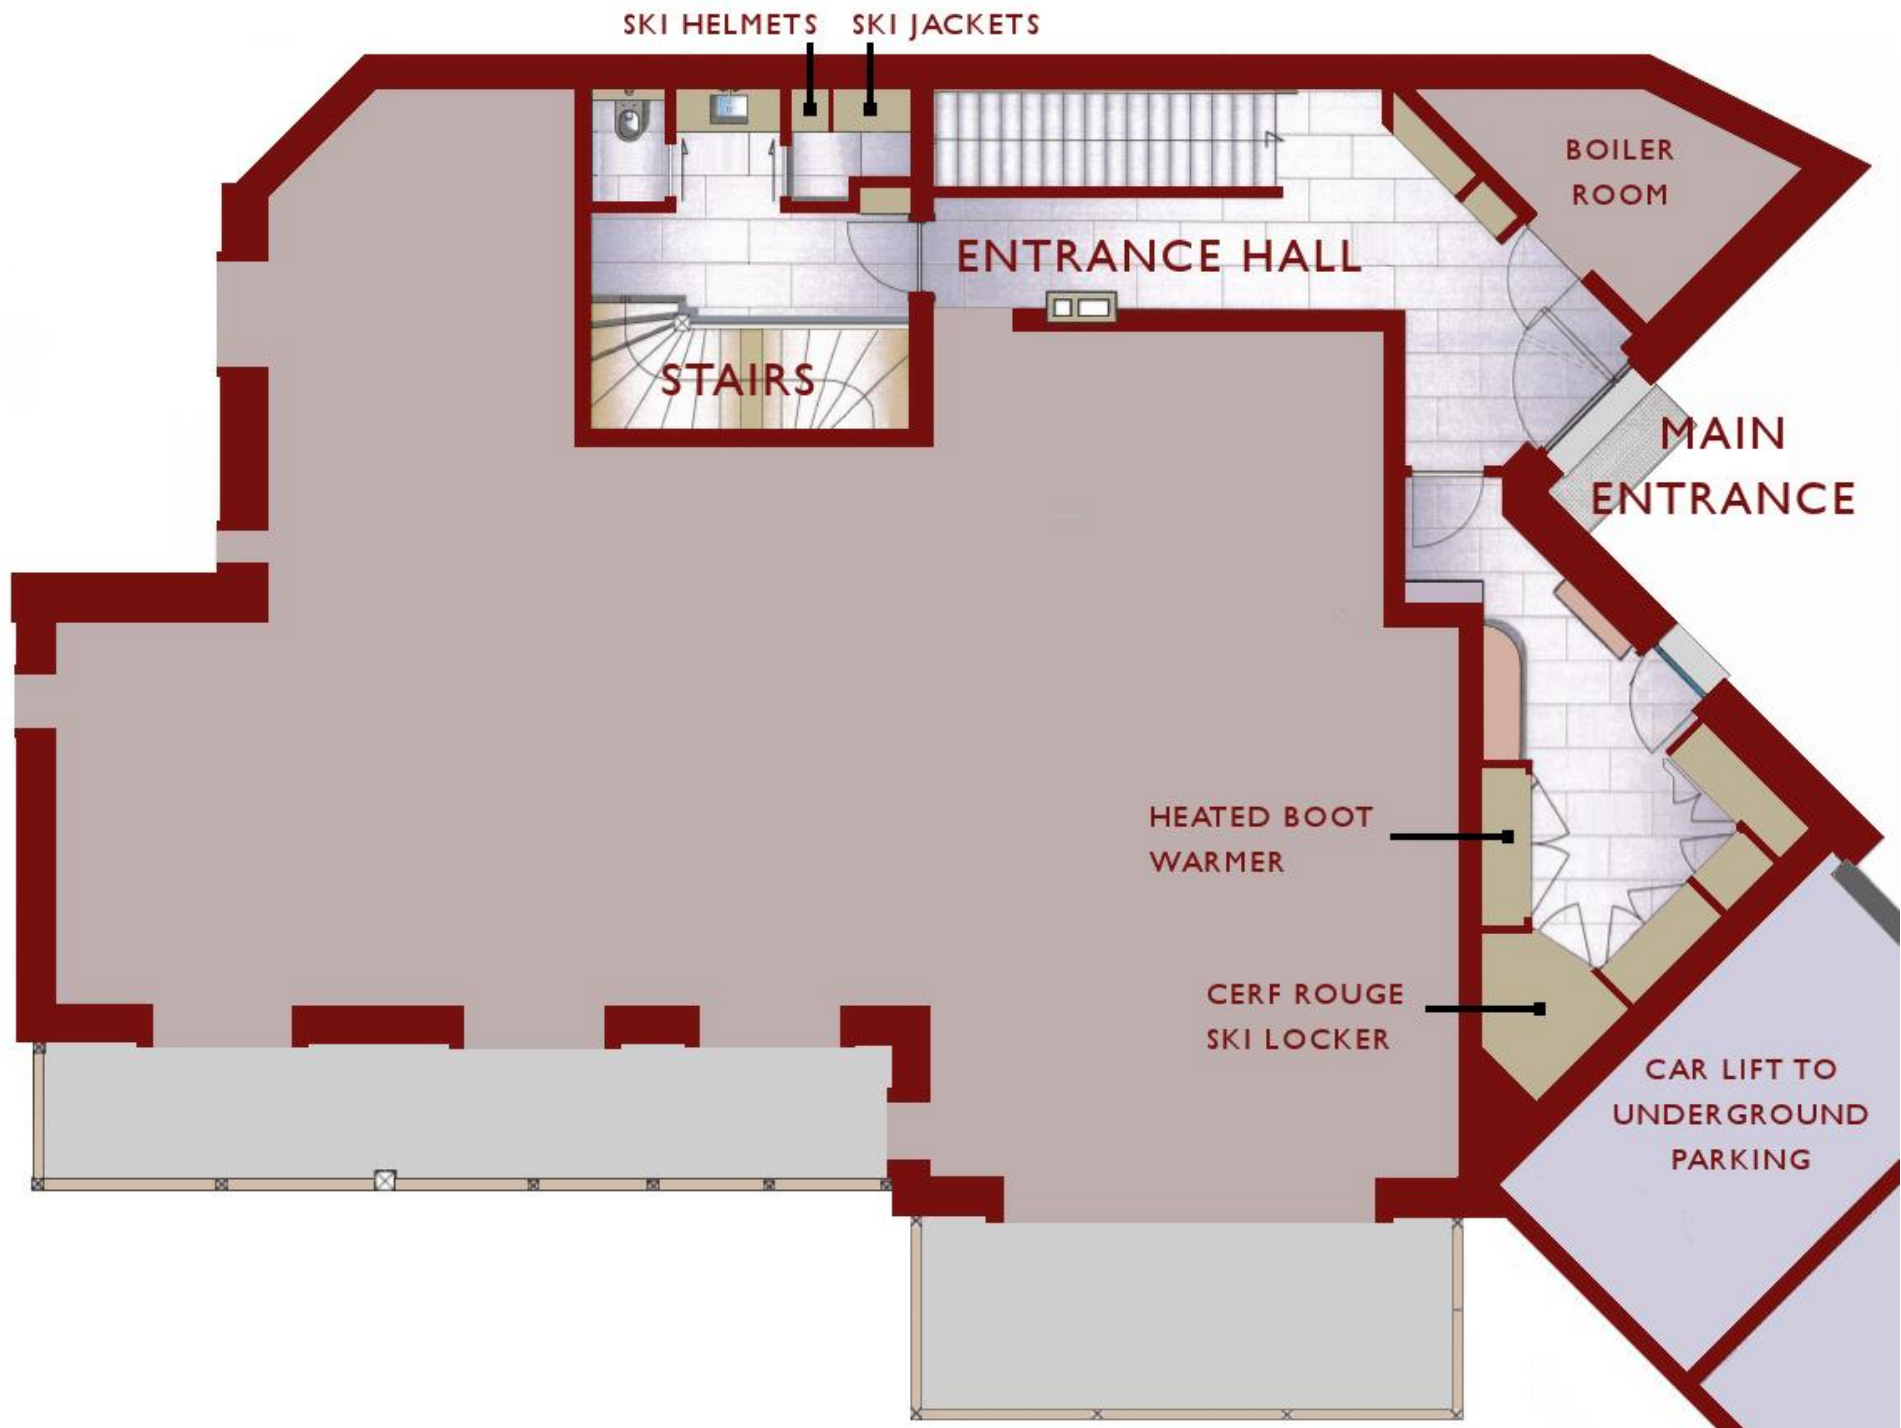 SKI HELMETS SKI JACKETS
BOILER
ROOM
ENTRANCE HALL
STAIRS
MAIN
ENTRANCE
HEATED BOOT
WARMER
CERF ROUGE
SKI LOCKER
CAR LIFT TO
UNDERGROUND
PARKING